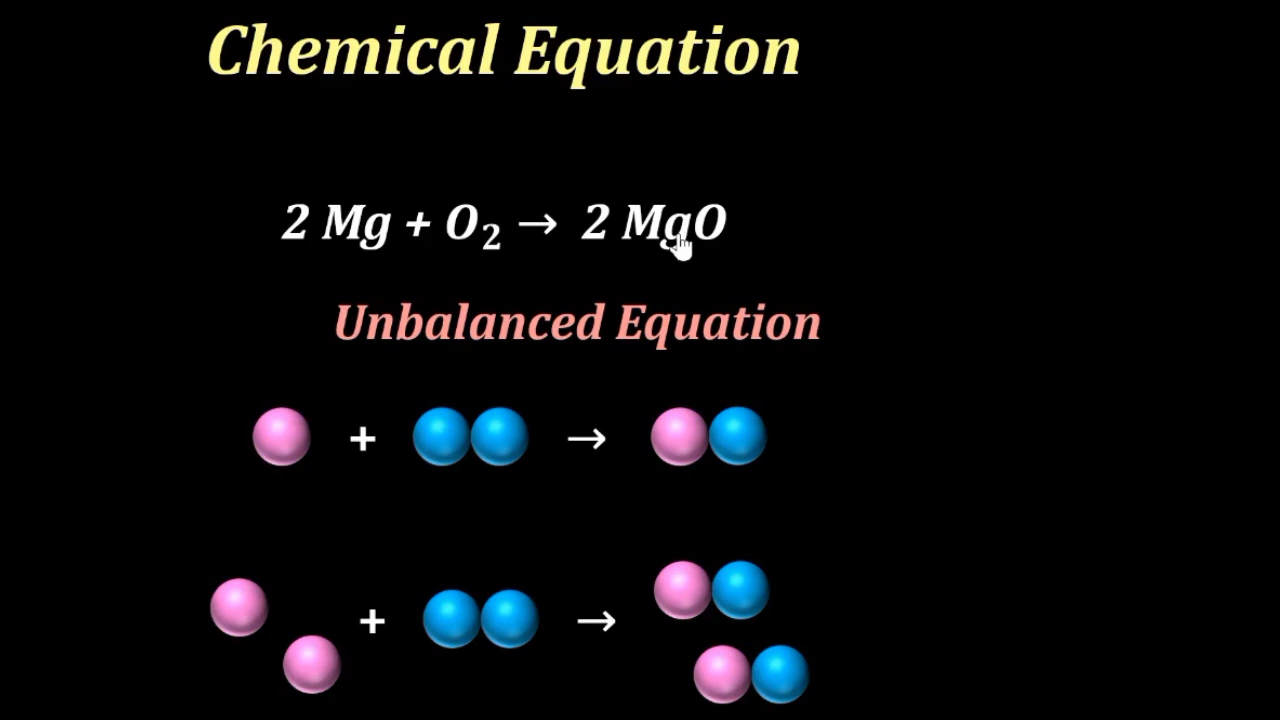 Chemical Equation
2 Mg + O₂ → 2 MgO
Unbalanced Equation
+ →
+ →